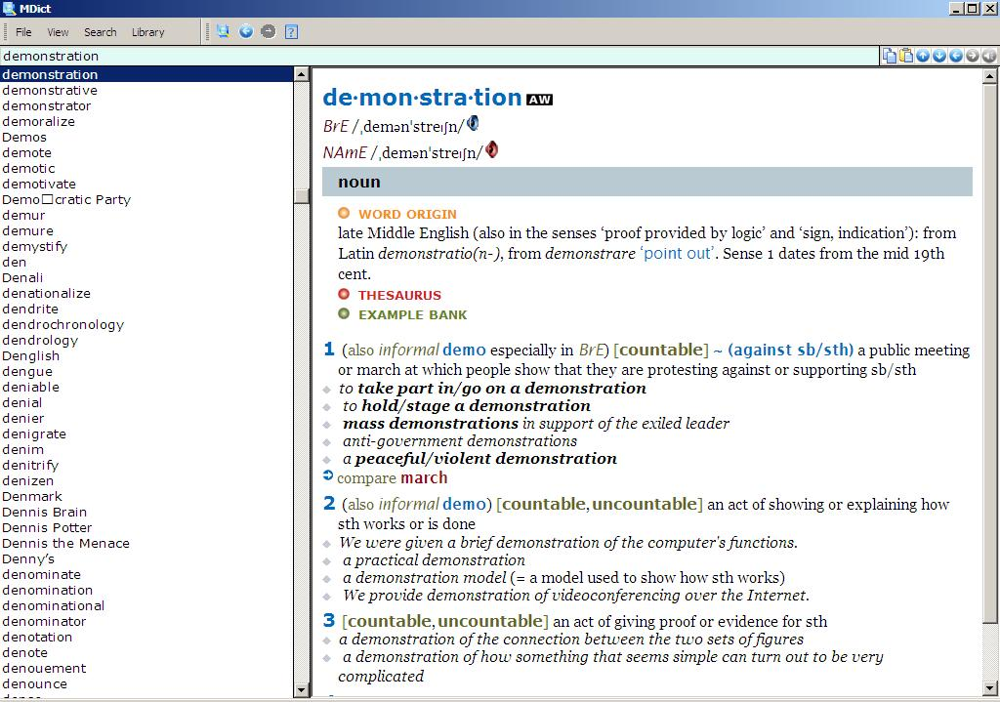 MDict
File View Search Library
demonstration
demonstration
demonstrative
demonstrator
demoralize
Demos
demote
demotic
demotivate
Demo□cratic Party
demur
demure
demystify
den
Denali
denationalize
dendrite
dendrochronology
dendrology
Denglish
dengue
deniable
denial
denier
denigrate
denim
denitrify
denizen
Denmark
Dennis Brain
Dennis Potter
Dennis the Menace
Denny’s
denominate
denomination
denominational
denominator
denotation
denote
denouement
denounce
de·mon·stra·tion AW
BrE /ˌdemənˈstreɪʃn/
NAmE /ˌdemənˈstreɪʃn/
noun
WORD ORIGIN
late Middle English (also in the senses ‘proof provided by logic’ and ‘sign, indication’): from
Latin demonstratio(n-), from demonstrare ‘point out’. Sense 1 dates from the mid 19th
cent.
THESAURUS
EXAMPLE BANK
1 (also informal demo especially in BrE) [countable] ~ (against sb/sth) a public meeting
or march at which people show that they are protesting against or supporting sb/sth
to take part in/go on a demonstration
to hold/stage a demonstration
mass demonstrations in support of the exiled leader
anti-government demonstrations
a peaceful/violent demonstration
compare march
2 (also informal demo) [countable, uncountable] an act of showing or explaining how
sth works or is done
We were given a brief demonstration of the computer's functions.
a practical demonstration
a demonstration model (= a model used to show how sth works)
We provide demonstration of videoconferencing over the Internet.
3 [countable, uncountable] an act of giving proof or evidence for sth
a demonstration of the connection between the two sets of figures
a demonstration of how something that seems simple can turn out to be very
complicated